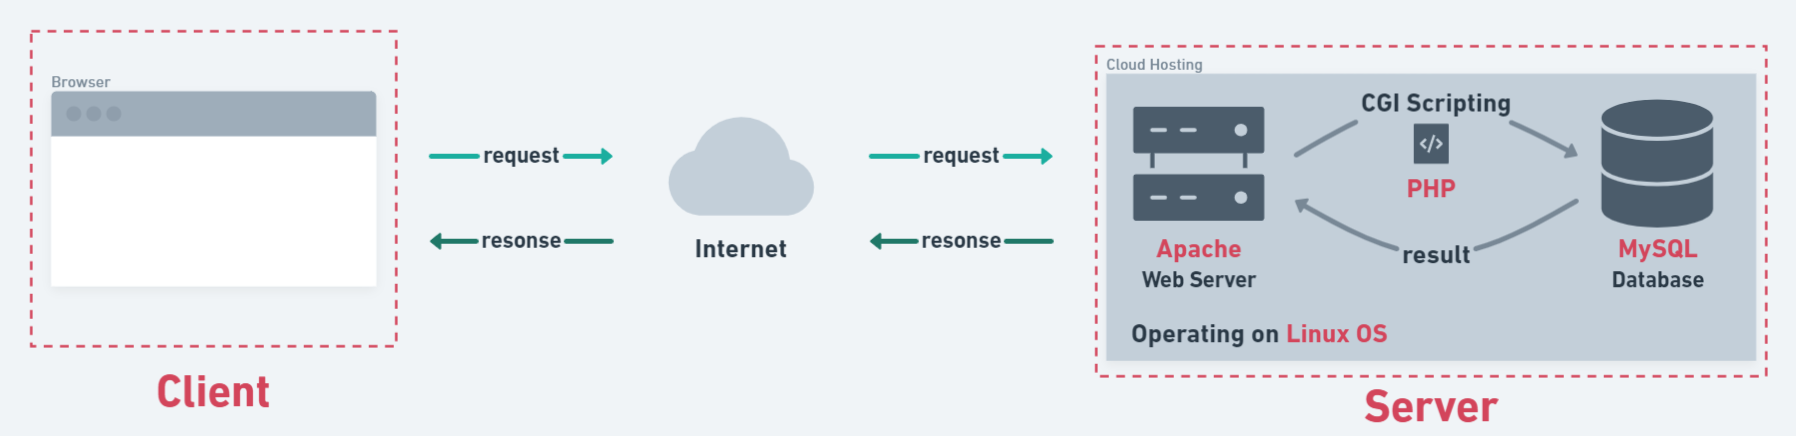 Browser
Client
request
resonse
Internet
request
resonse
Cloud Hosting
CGI Scripting
</>
PHP
Apache
Web Server
result
MySQL
Database
Operating on Linux OS
Server